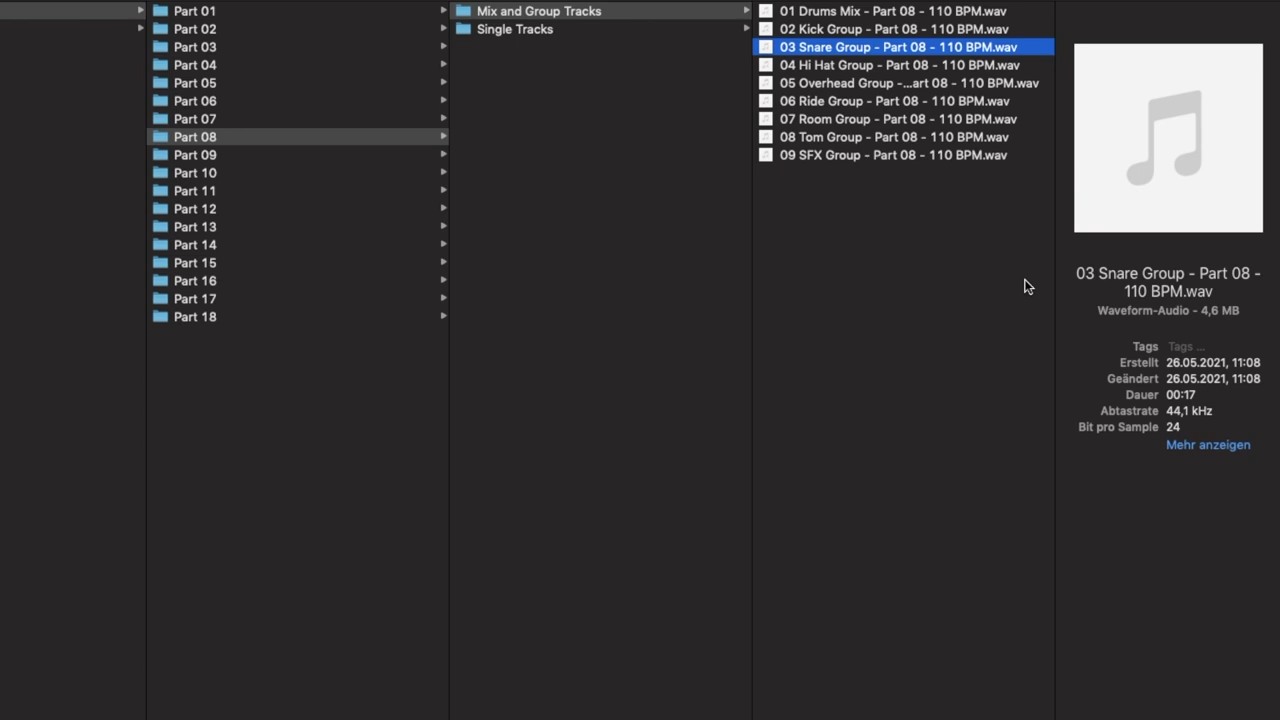 Part 01
Part 02
Part 03
Part 04
Part 05
Part 06
Part 07
Part 08
Part 09
Part 10
Part 11
Part 12
Part 13
Part 14
Part 15
Part 16
Part 17
Part 18
Mix and Group Tracks
Single Tracks
01 Drums Mix - Part 08 - 110 BPM.wav
02 Kick Group - Part 08 - 110 BPM.wav
03 Snare Group - Part 08 - 110 BPM.wav
04 Hi Hat Group - Part 08 - 110 BPM.wav
05 Overhead Group -...art 08 - 110 BPM.wav
06 Ride Group - Part 08 - 110 BPM.wav
07 Room Group - Part 08 - 110 BPM.wav
08 Tom Group - Part 08 - 110 BPM.wav
09 SFX Group - Part 08 - 110 BPM.wav
03 Snare Group - Part 08 -
110 BPM.wav
Waveform-Audio - 4,6 MB
Tags Tags ...
Erstellt 26.05.2021, 11:08
Geändert 26.05.2021, 11:08
Dauer 00:17
Abtastrate 44,1 kHz
Bit pro Sample 24
Mehr anzeigen